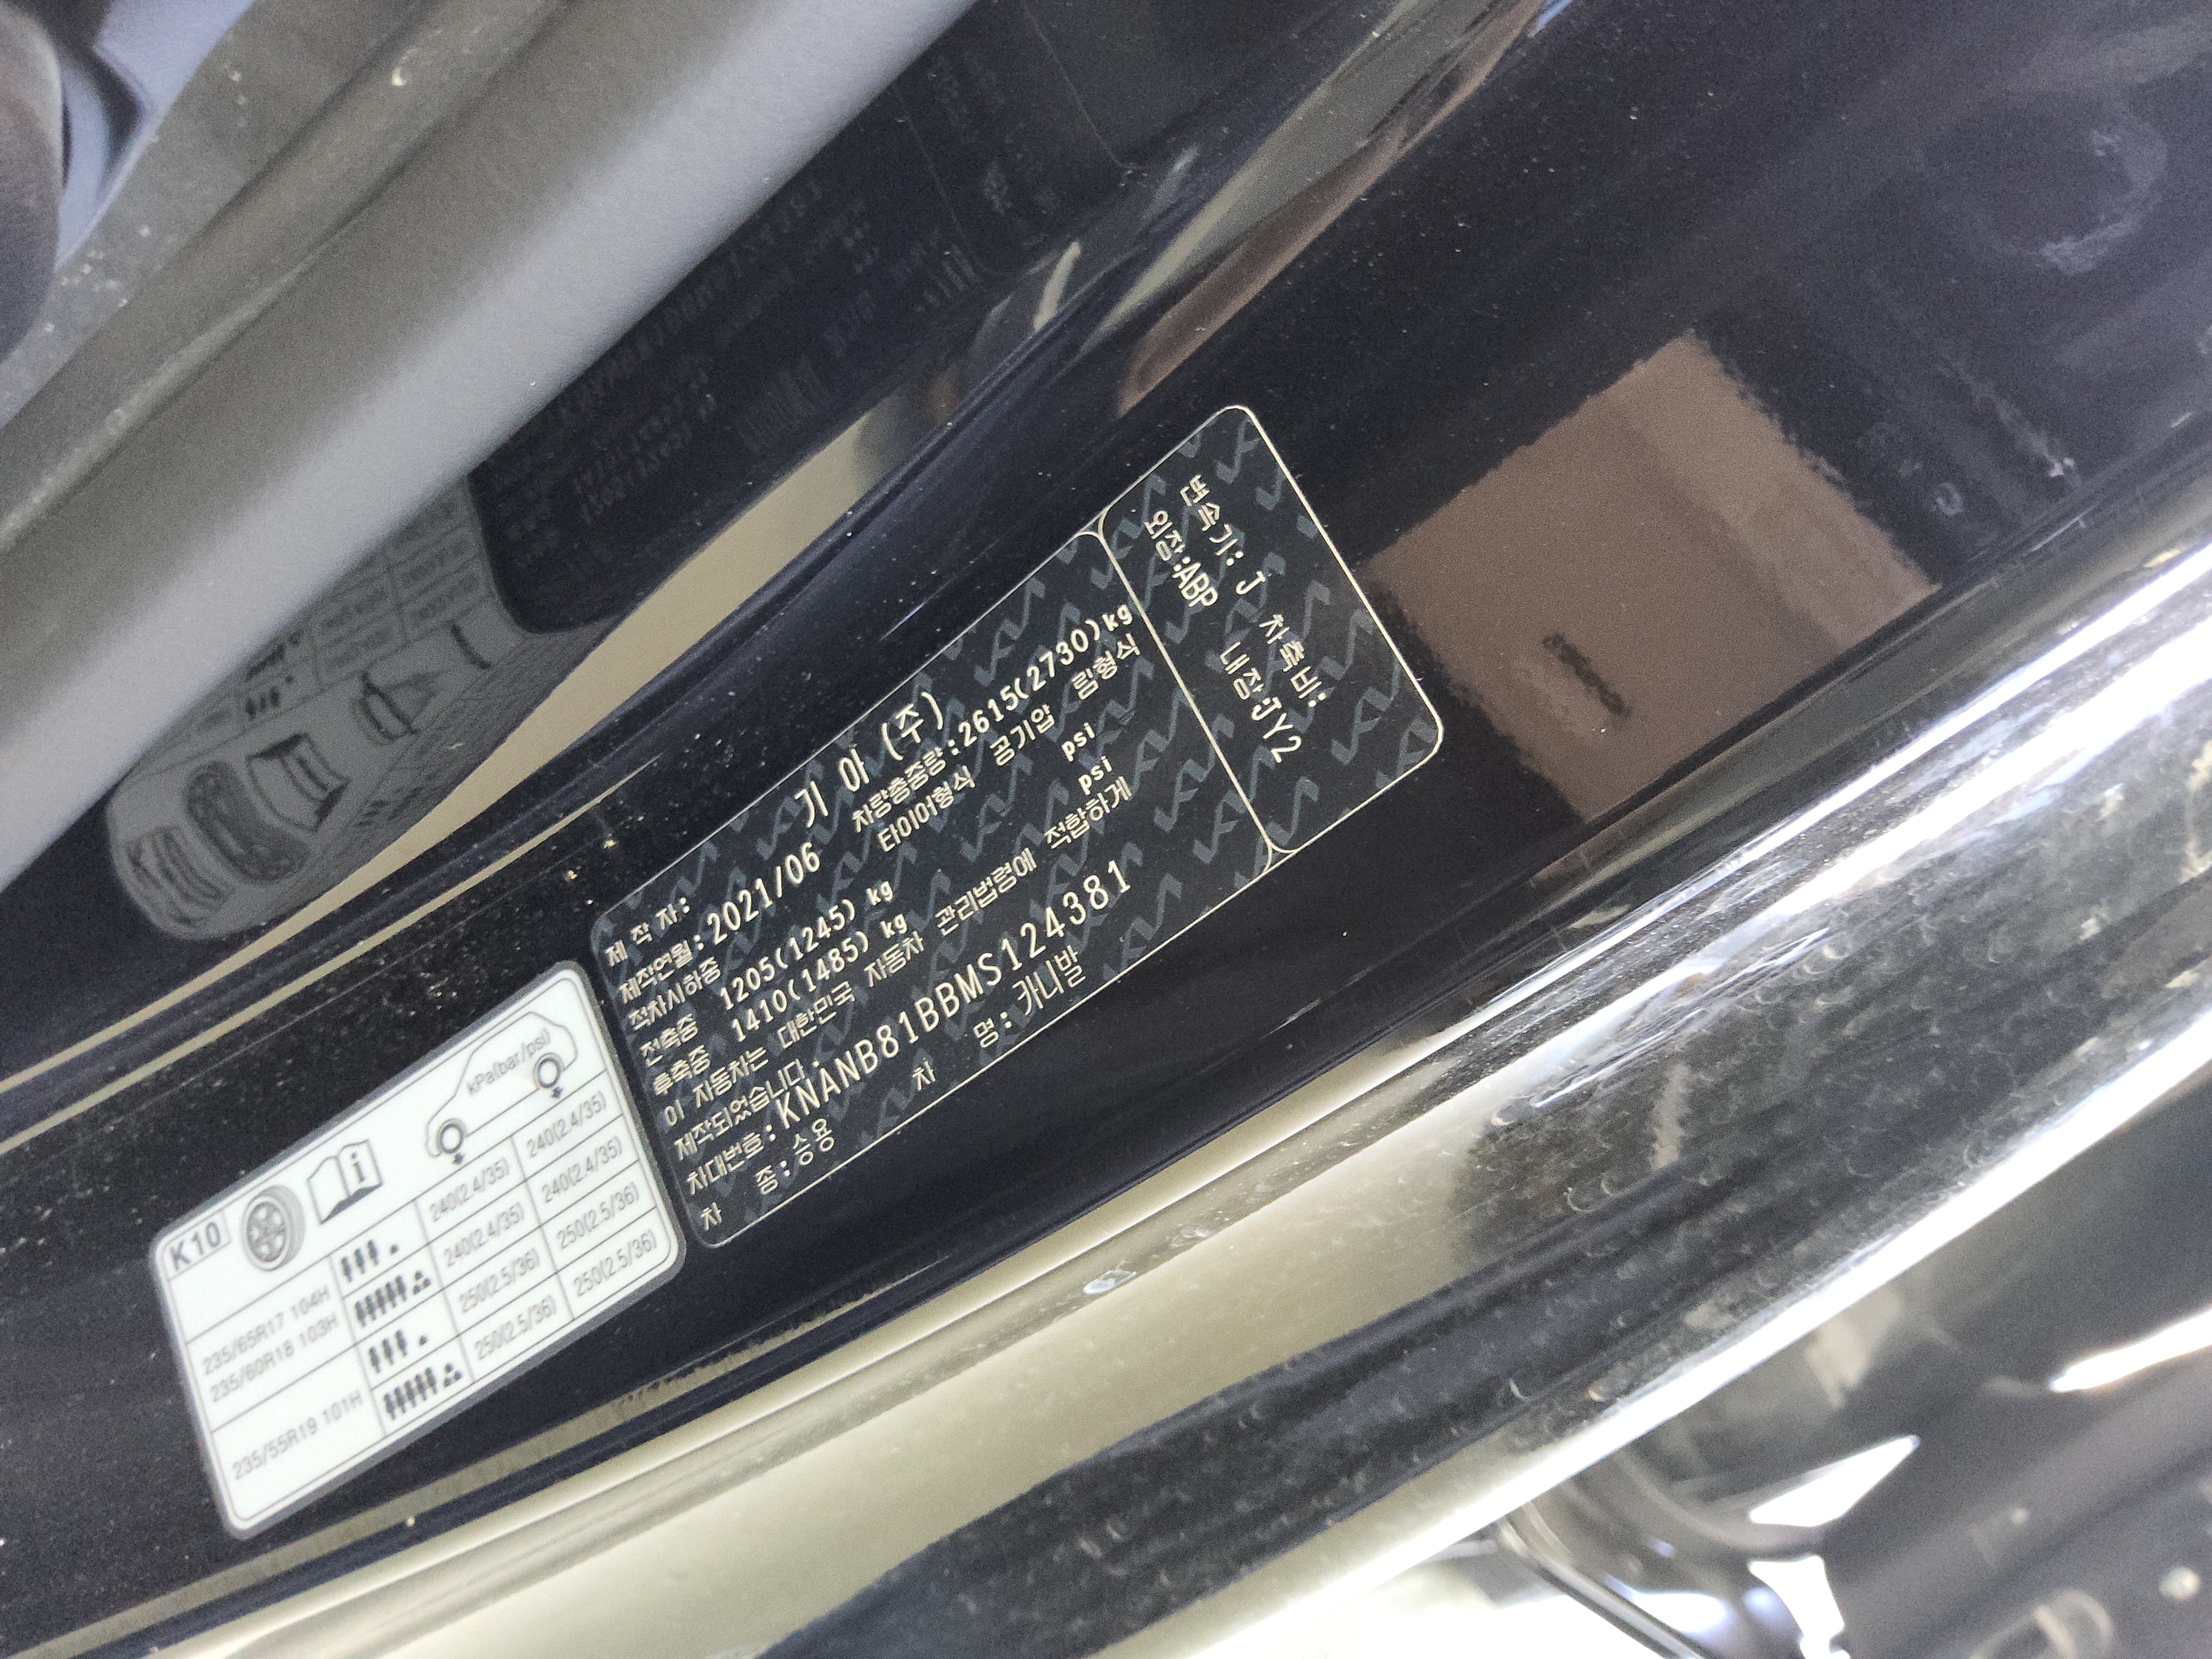 제 작 자: 기 아 (주)
제작연월: 2021/06 차량총중량: 2615(2730)kg
적차시하중 타이어형식 공기압 림형식
전축중 1205(1245) kg psi
후축중 1410(1485) kg psi
이 자동차는 대한민국 자동차 관리법령에 적합하게
제작되었습니다.
차대번호: KNANB81BBMS124381
차 종: 승용 차 명: 카니발
변속기: J 차축비:
외장:ABP 내장:JY2
K10 i kPa(bar/psi)
235/65R17 104H 240(2.4/35) 240(2.4/35)
235/60R18 103H 240(2.4/35) 240(2.4/35)
235/55R19 101H 250(2.5/36) 250(2.5/36)
250(2.5/36) 250(2.5/36)